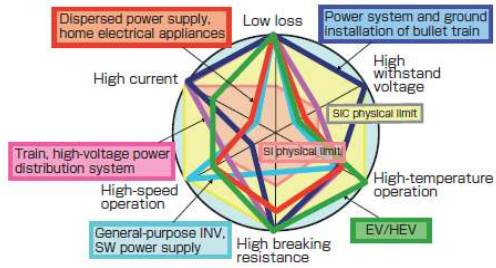 Dispersed power supply,
home electrical appliances
Low loss
Power system and ground
installation of bullet train
High current
High
withstand
voltage
SiC physical limit
Train, high-voltage power
distribution system
SI physical limit
High-speed
operation
High-temperature
operation
General-purpose INV,
SW power supply
High breaking
resistance
EV/HEV